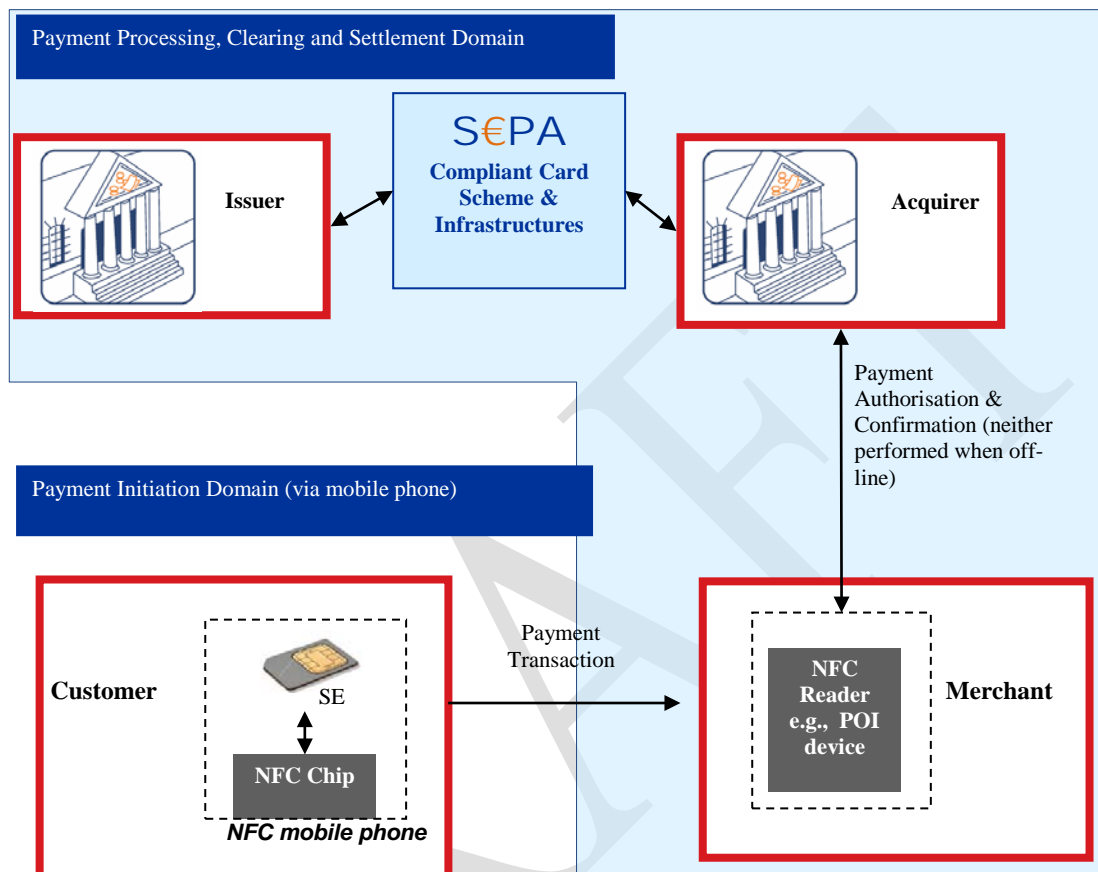 Payment Processing, Clearing and Settlement Domain
S€PA
Compliant Card
Scheme &
Infrastructures
Issuer
Acquirer
Payment
Authorisation &
Confirmation (neither
performed when off-
line)
Payment Initiation Domain (via mobile phone)
Payment
Transaction
Customer
SE
NFC Chip
NFC mobile phone
NFC
Reader
e.g., POI
device
Merchant